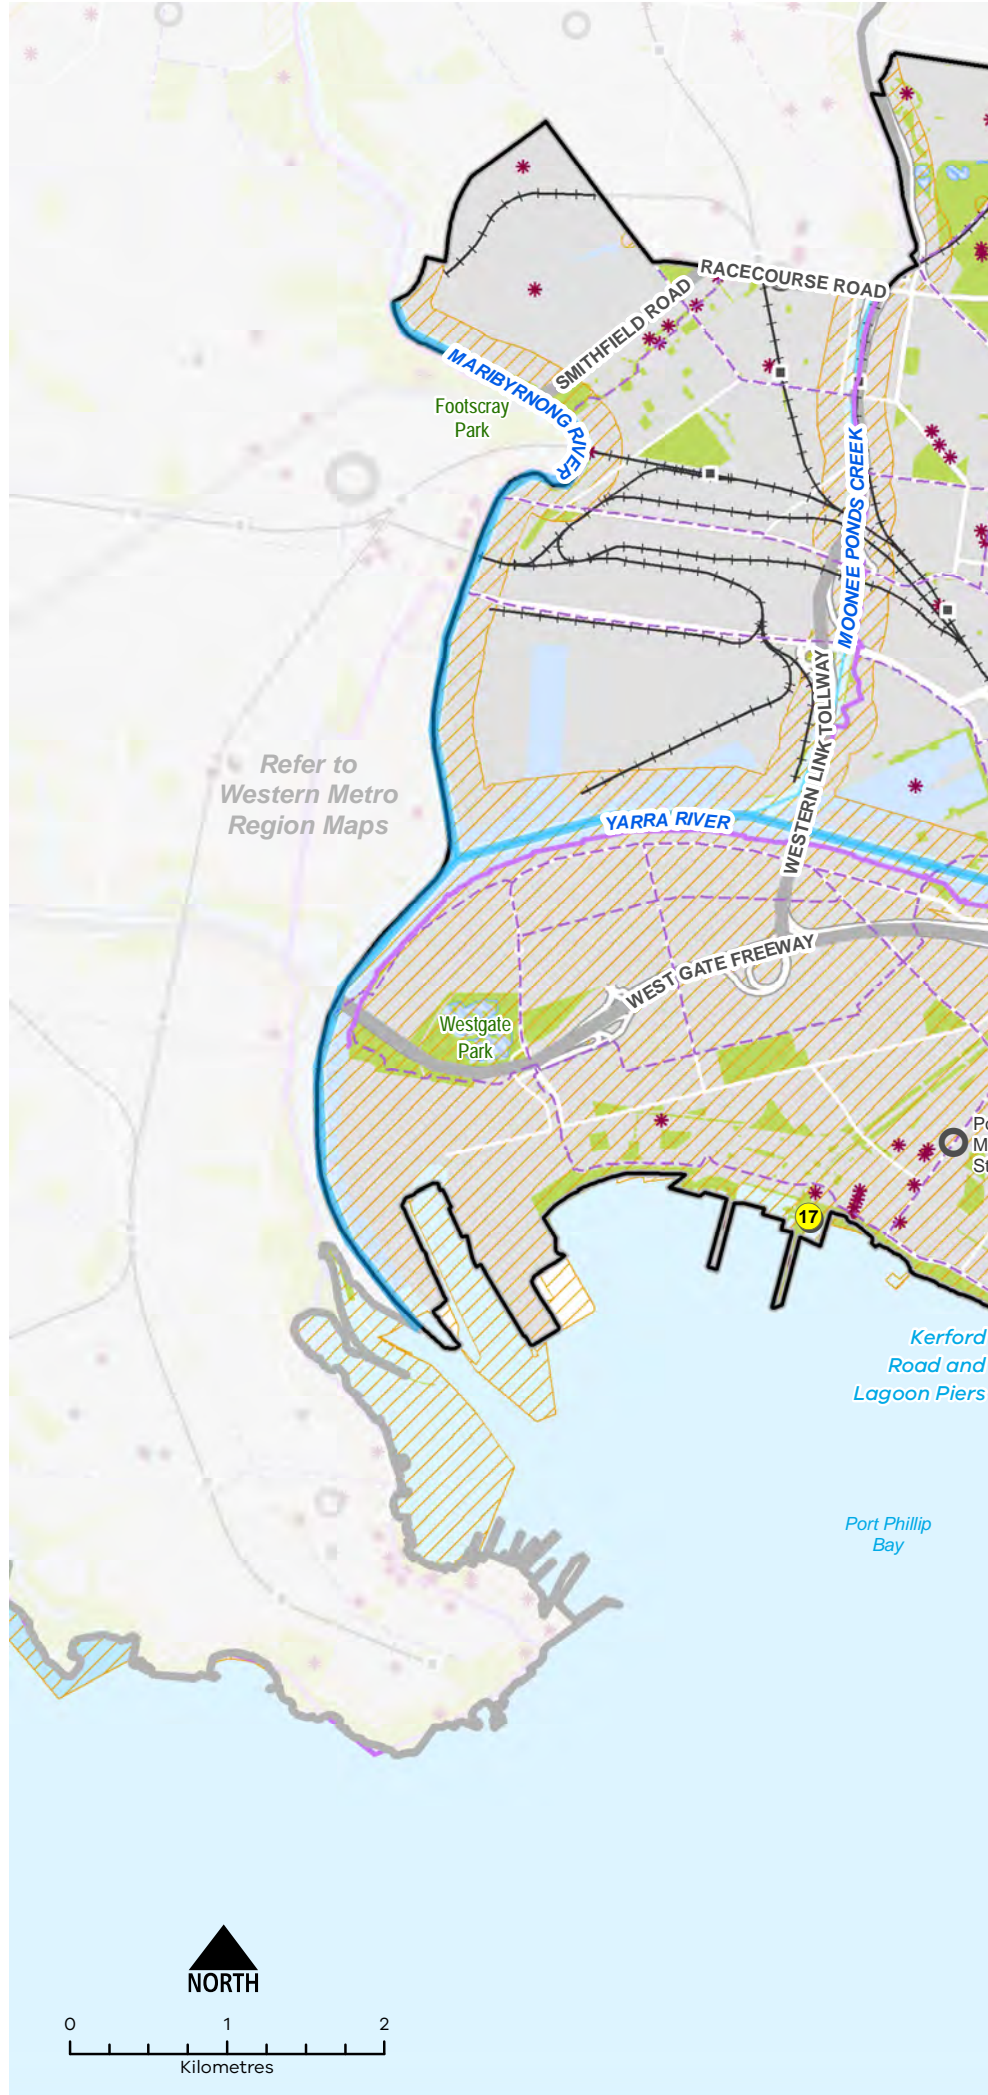 RACECOURSE ROAD
SMITHFIELD ROAD
MARIBYRNONG RIVER
Footscray
Park
MOONEE PONDS CREEK
WESTERN LINK TOLLWAY
Refer to
Western Metro
Region Maps
YARRA RIVER
WEST GATE FREEWAY
Westgate
Park
17
Kerford
Road and
Lagoon Piers
Port Phillip
Bay
NORTH
0 1 2
Kilometres